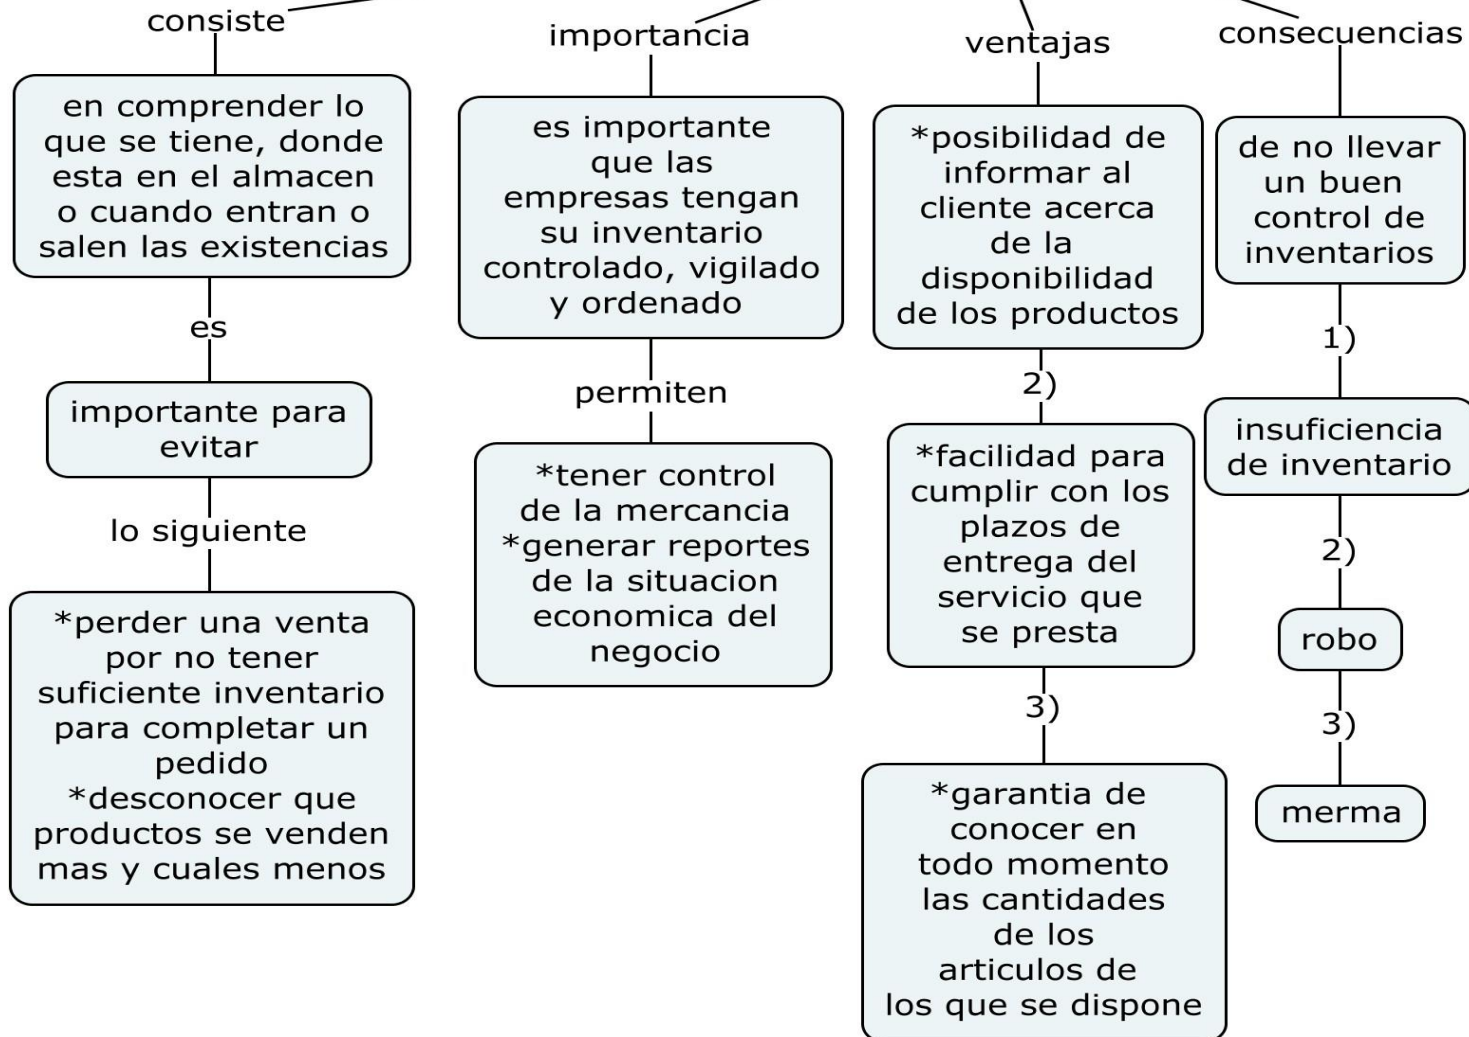 consiste
en comprender lo
que se tiene, donde
esta en el almacen
o cuando entran o
salen las existencias
es
importante para
evitar
lo siguiente
*perder una venta
por no tener
suficiente inventario
para completar un
pedido
*desconocer que
productos se venden
mas y cuales menos
importancia
es importante
que las
empresas tengan
su inventario
controlado, vigilado
y ordenado
permiten
*tener control
de la mercancia
*generar reportes
de la situacion
economica del
negocio
ventajas
*posibilidad de
informar al
cliente acerca
de la
disponibilidad
de los productos
2)
*facilidad para
cumplir con los
plazos de
entrega del
servicio que
se presta
3)
*garantia de
conocer en
todo momento
las cantidades
de los
articulos de
los que se dispone
consecuencias
de no llevar
un buen
control de
inventarios
1)
insuficiencia
de inventario
2)
robo
3)
merma